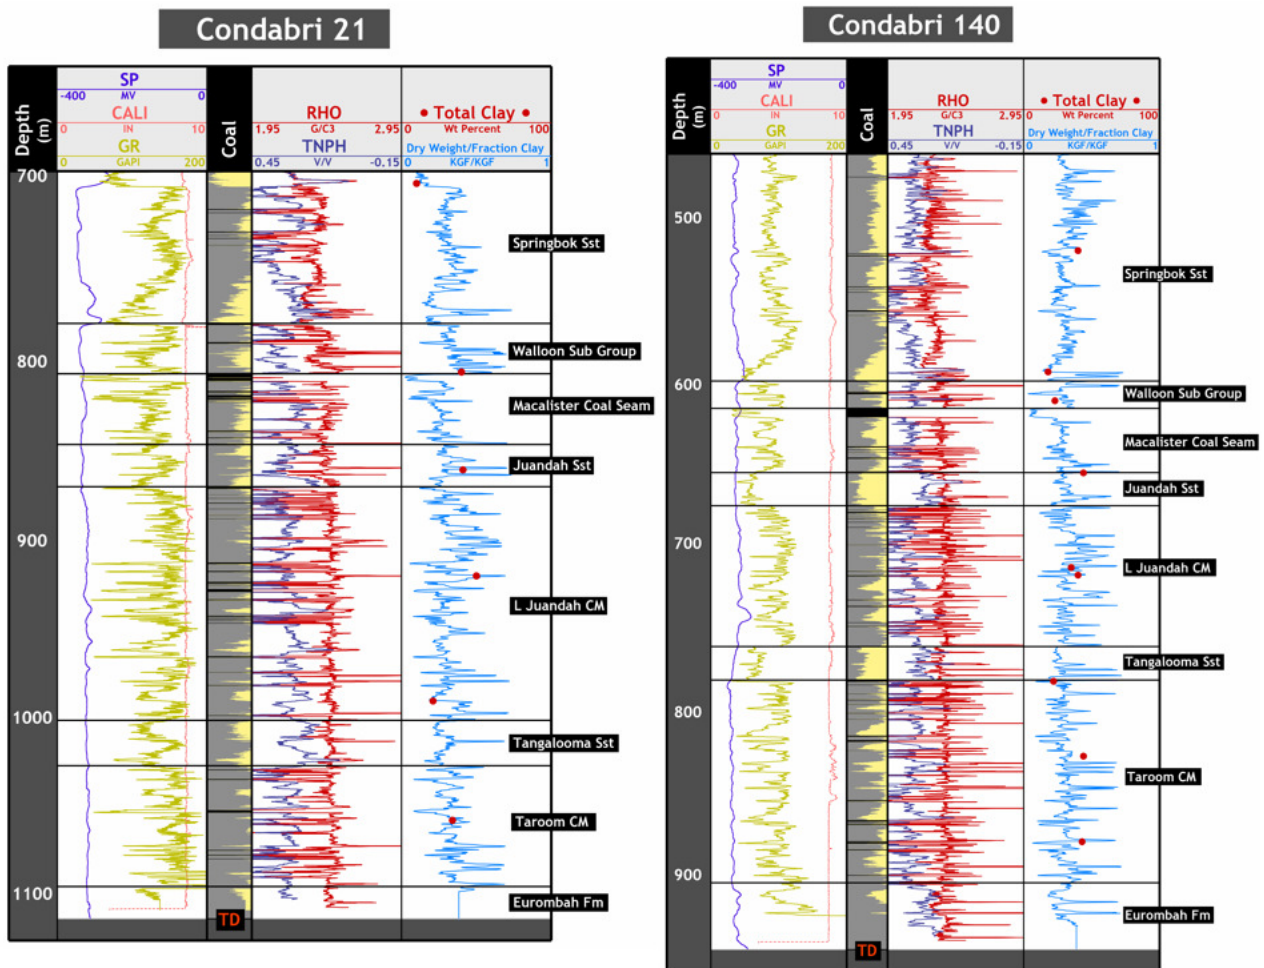 Condabri 21
Depth
(m)
SP
-400 MV 0
CALI
0 IN 10
GR
0 GAPI 200
Coal
RHO
1.95 G/C3 2.95
TNPH
0.45 V/V -0.15
Total Clay
0 Wt Percent 100
Dry Weight/Fraction Clay
0 KGF/KGF 1
700
800
900
1000
1100
Springbok Sst
Walloon Sub Group
Macalister Coal Seam
Juandah Sst
L Juandah CM
Tangalooma Sst
Taroom CM
Eurombah Fm
TD
Condabri 140
Depth
(m)
SP
-400 MV 0
CALI
0 IN 10
GR
0 GAPI 200
Coal
RHO
1.95 G/C3 2.95
TNPH
0.45 V/V -0.15
Total Clay
0 Wt Percent 100
Dry Weight/Fraction Clay
0 KGF/KGF 1
500
600
700
800
900
Springbok Sst
Walloon Sub Group
Macalister Coal Seam
Juandah Sst
L Juandah CM
Tangalooma Sst
Taroom CM
Eurombah Fm
TD